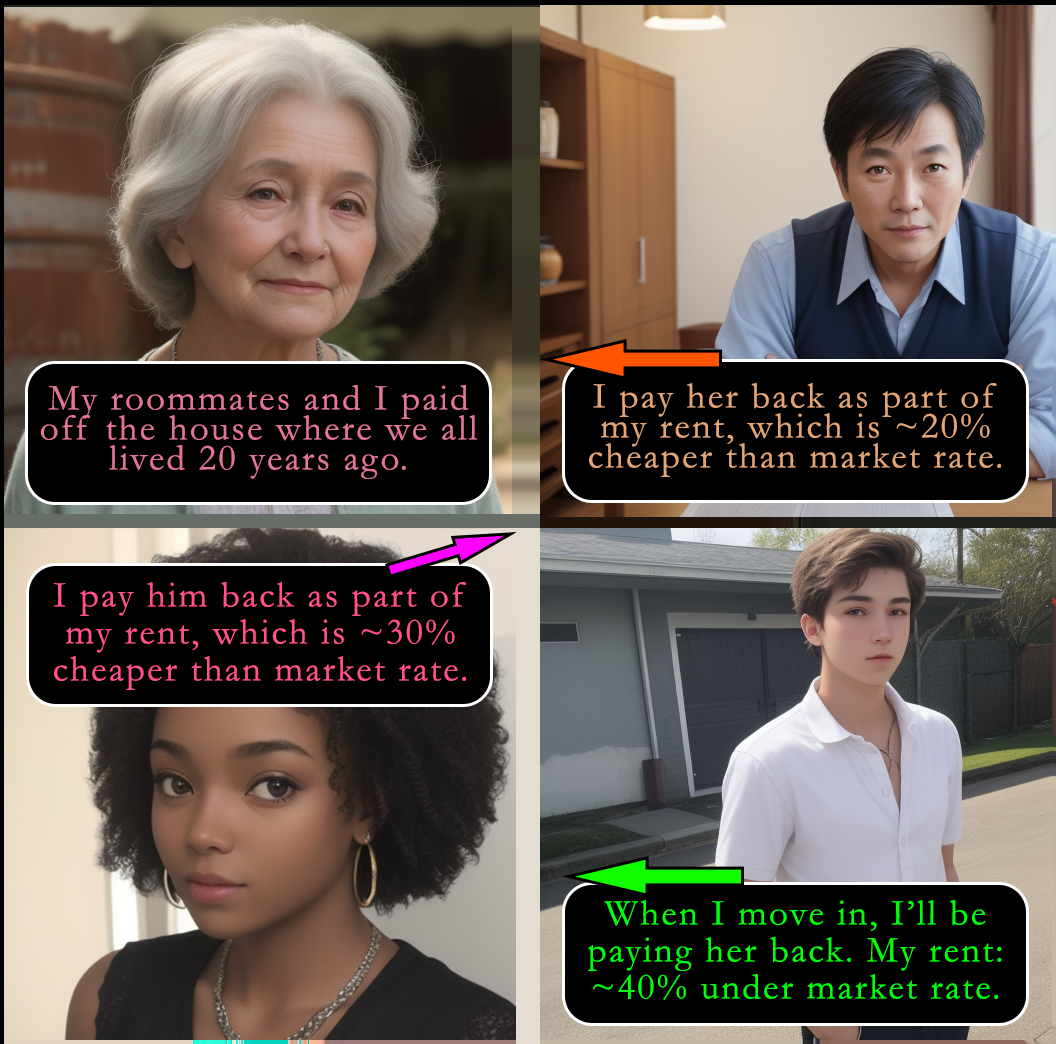 My roommates and I paid
off the house where we all
lived 20 years ago.
I pay her back as part of
my rent, which is ~20%
cheaper than market rate.
I pay him back as part of
my rent, which is ~30%
cheaper than market rate.
When I move in, I’ll be
paying her back. My rent:
~40% under market rate.